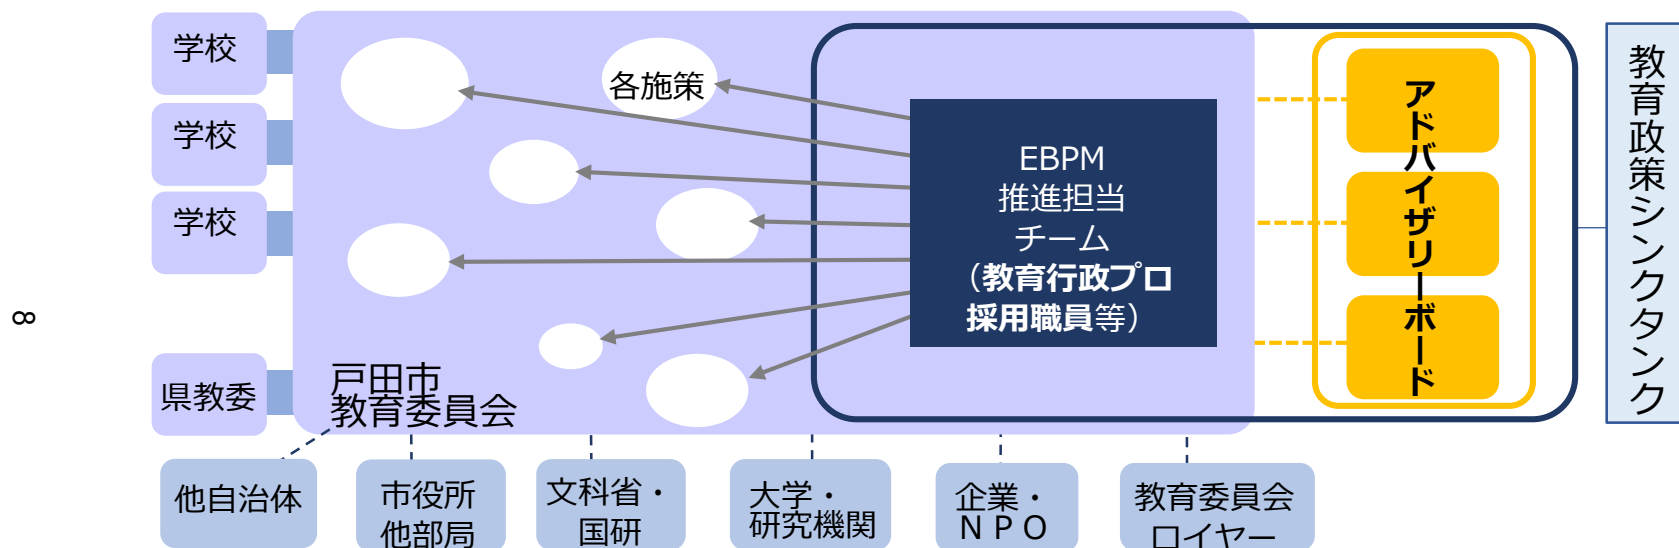 学校
学校
学校
県教委
各施策
戸田市
教育委員会
EBPM
推進担当
チーム
（教育行政プロ
採用職員等）
アドバイザリーボード
教育政策シンクタンク
他自治体
市役所
他部局
文科省・
国研
大学・
研究機関
企業・
ＮＰＯ
教育委員会
ロイヤー
8